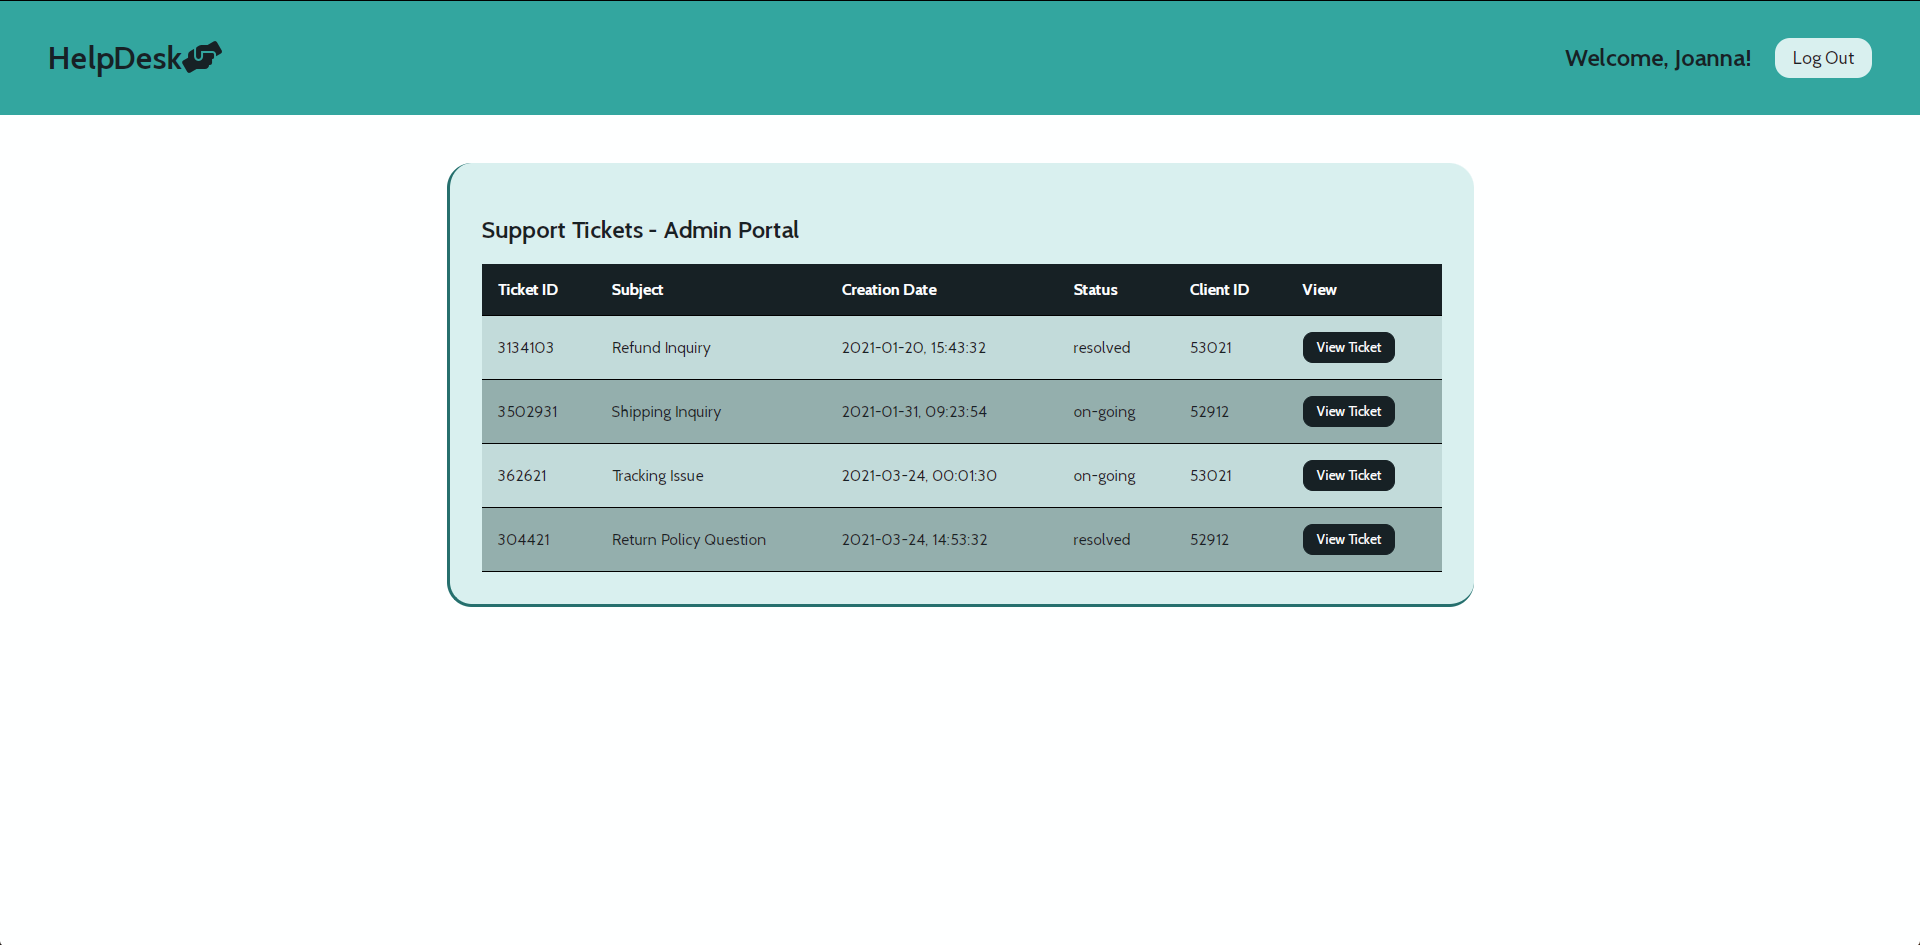 HelpDesk
Welcome, Joanna!
Log Out
Support Tickets - Admin Portal
Ticket ID Subject Creation Date Status Client ID View
3134103 Refund Inquiry 2021-01-20, 15:43:32 resolved 53021 View Ticket
3502931 Shipping Inquiry 2021-01-31, 09:23:54 on-going 52912 View Ticket
362621 Tracking Issue 2021-03-24, 00:01:30 on-going 53021 View Ticket
304421 Return Policy Question 2021-03-24, 14:53:32 resolved 52912 View Ticket